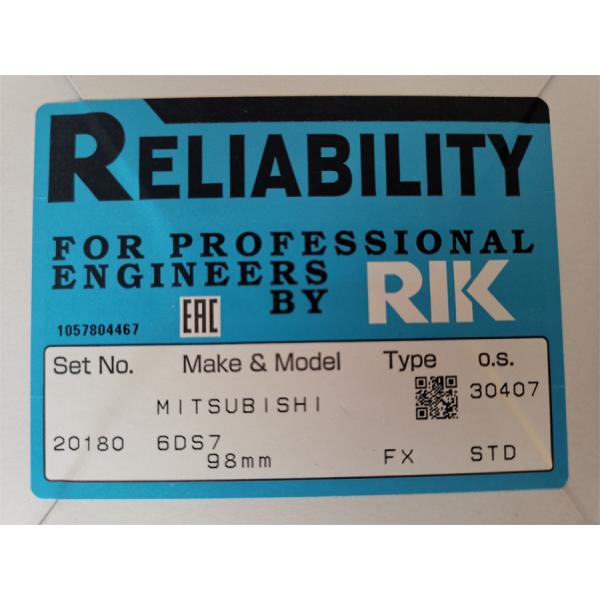 RELIABILITY
FOR PROFESSIONAL
ENGINEERS
BY RIK
1057804467
EAC
Set No. Make & Model Type o.s.
MITSUBISHI 30407
20180 6DS7
98mm FX STD